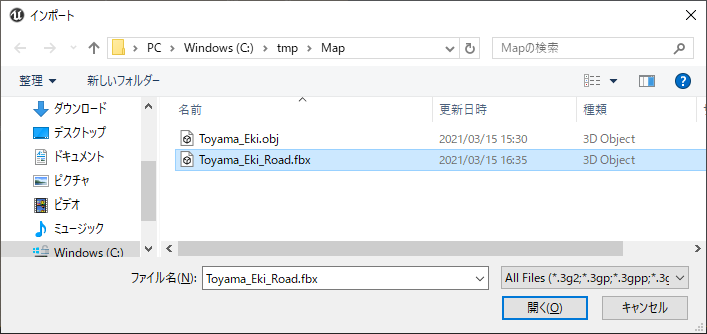 インポート
PC > Windows (C:) > tmp > Map
Mapの検索
整理
新しいフォルダー
名前 更新日時 種類
ダウンロード
デスクトップ
ドキュメント
ピクチャ
ビデオ
ミュージック
Windows (C:)
Toyama_Eki.obj 2021/03/15 15:30 3D Object
Toyama_Eki_Road.fbx 2021/03/15 16:35 3D Object
ファイル名(N): Toyama_Eki_Road.fbx
All Files (*.3g2;*.3gp;*.3gpp;*.3g
開く(O)
キャンセル